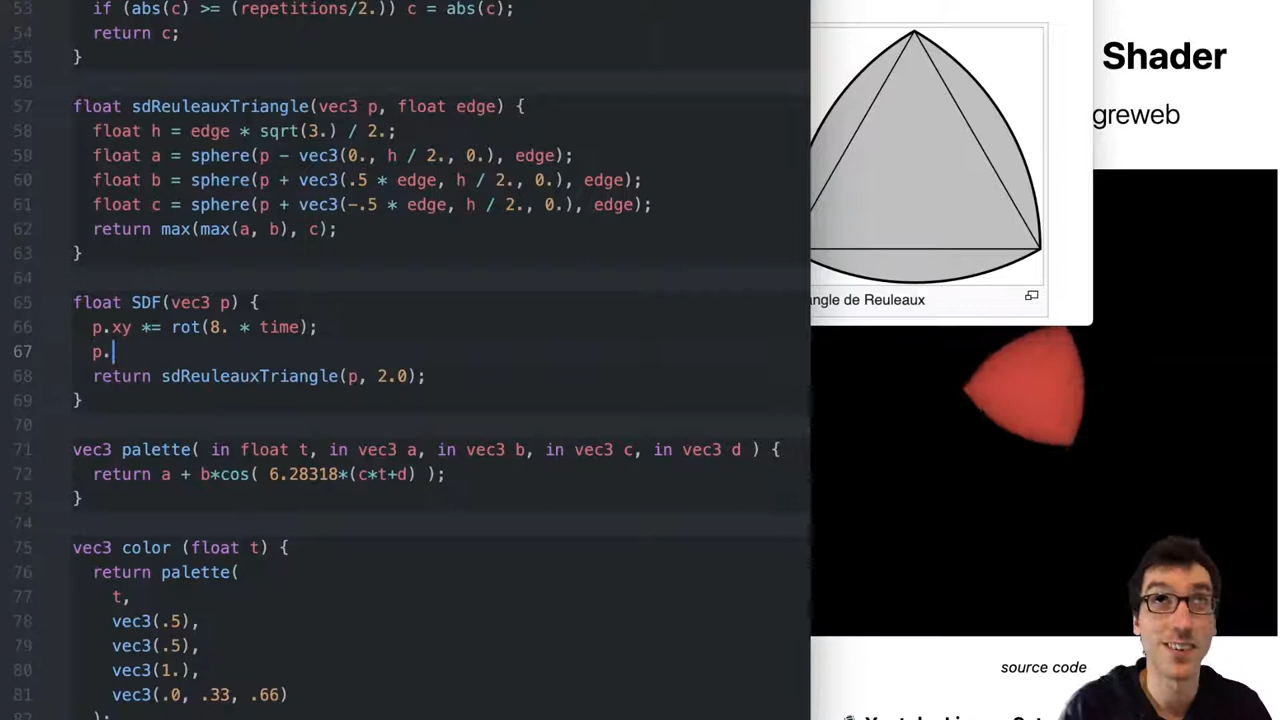 53 if (abs(c) >= (repetitions/2.)) c = abs(c);
54 return c;
55 }
56
57 float sdReuleauxTriangle(vec3 p, float edge) {
58 float h = edge * sqrt(3.) / 2.;
59 float a = sphere(p - vec3(0., h / 2., 0.), edge);
60 float b = sphere(p + vec3(.5 * edge, h / 2., 0.), edge);
61 float c = sphere(p + vec3(-.5 * edge, h / 2., 0.), edge);
62 return max(max(a, b), c);
63 }
64
65 float SDF(vec3 p) {
66 p.xy *= rot(8. * time);
67 p.
68 return sdReuleauxTriangle(p, 2.0);
69 }
70
71 vec3 palette( in float t, in vec3 a, in vec3 b, in vec3 c, in vec3 d ) {
72 return a + b*cos( 6.28318*(c*t+d) );
73 }
74
75 vec3 color (float t) {
76 return palette(
77 t,
78 vec3(.5),
79 vec3(.5),
80 vec3(1.),
81 vec3(.0, .33, .66)
);
Shader
greweb
angle de Reuleaux
source code